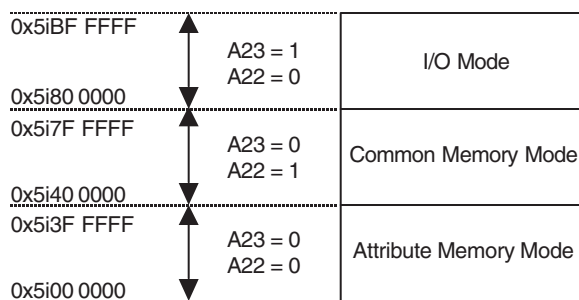 0x5iBF FFFF
A23 = 1
A22 = 0
I/O Mode
0x5i80 0000
0x5i7F FFFF
A23 = 0
A22 = 1
Common Memory Mode
0x5i40 0000
0x5i3F FFFF
A23 = 0
A22 = 0
Attribute Memory Mode
0x5i00 0000